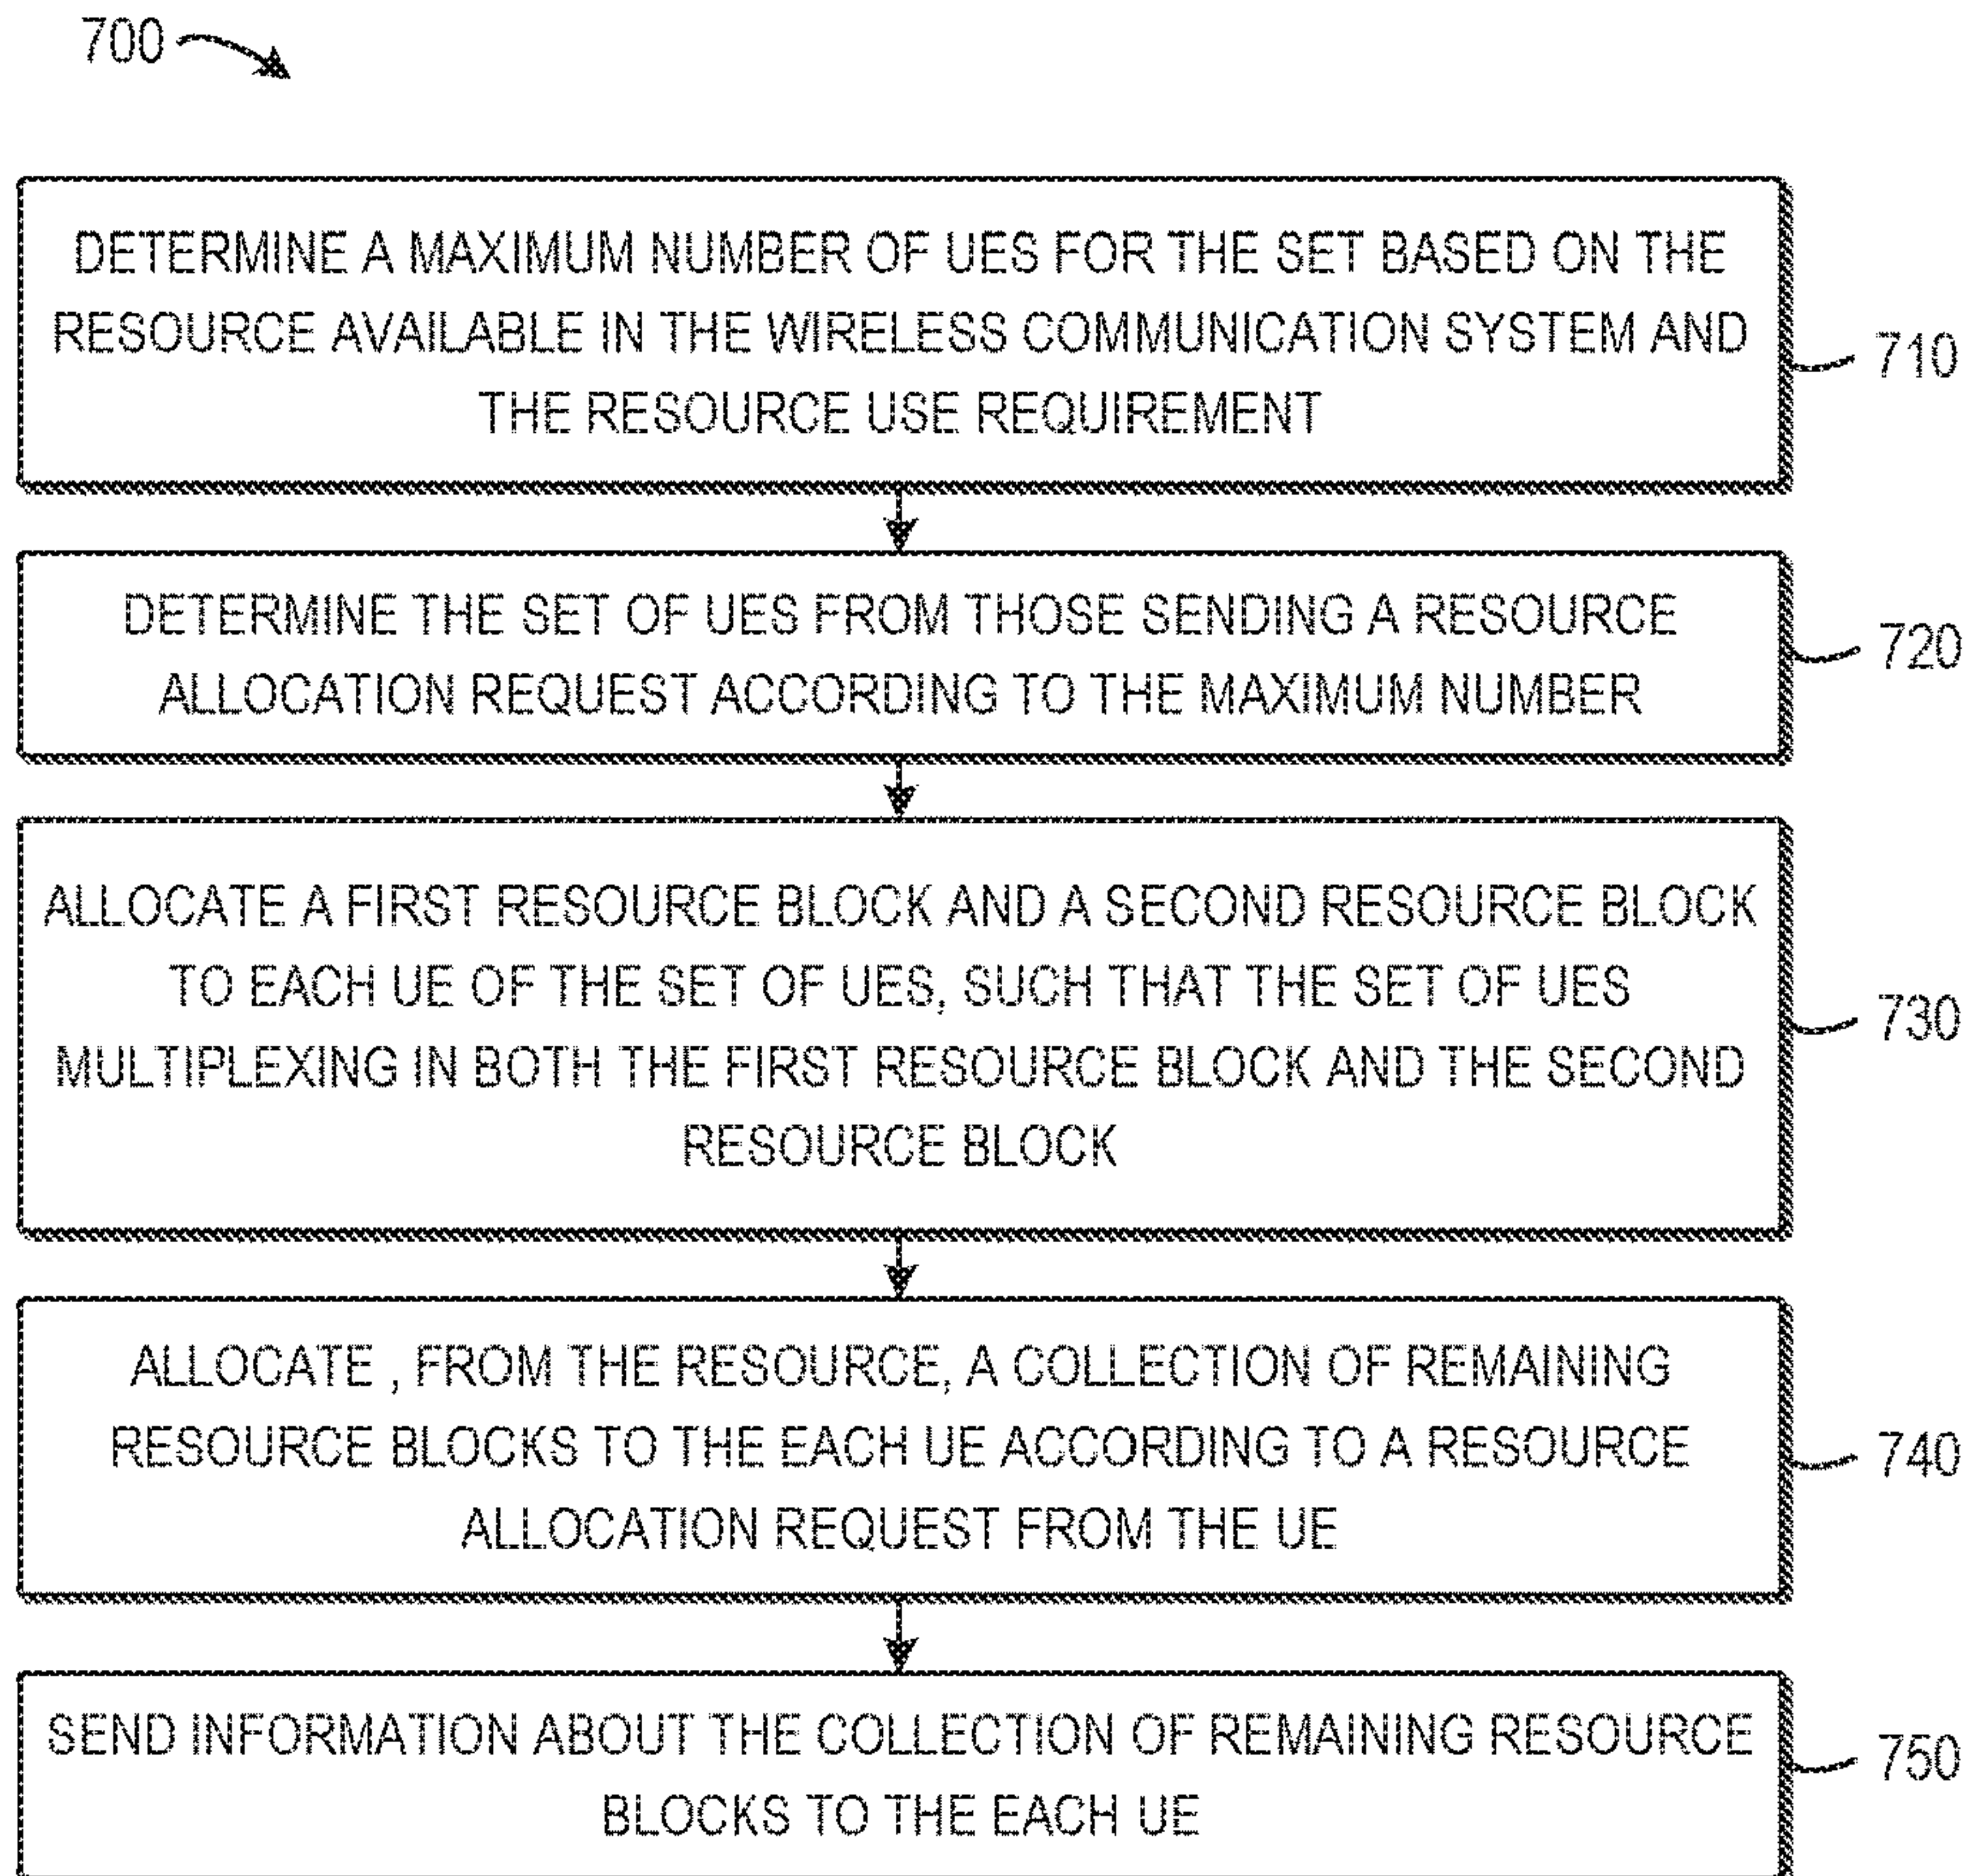 700
DETERMINE A MAXIMUM NUMBER OF UES FOR THE SET BASED ON THE
RESOURCE AVAILABLE IN THE WIRELESS COMMUNICATION SYSTEM AND
THE RESOURCE USE REQUIREMENT
710
DETERMINE THE SET OF UES FROM THOSE SENDING A RESOURCE
ALLOCATION REQUEST ACCORDING TO THE MAXIMUM NUMBER
720
ALLOCATE A FIRST RESOURCE BLOCK AND A SECOND RESOURCE BLOCK
TO EACH UE OF THE SET OF UES, SUCH THAT THE SET OF UES
MULTIPLEXING IN BOTH THE FIRST RESOURCE BLOCK AND THE SECOND
RESOURCE BLOCK
730
ALLOCATE , FROM THE RESOURCE, A COLLECTION OF REMAINING
RESOURCE BLOCKS TO THE EACH UE ACCORDING TO A RESOURCE
ALLOCATION REQUEST FROM THE UE
740
SEND INFORMATION ABOUT THE COLLECTION OF REMAINING RESOURCE
BLOCKS TO THE EACH UE
750